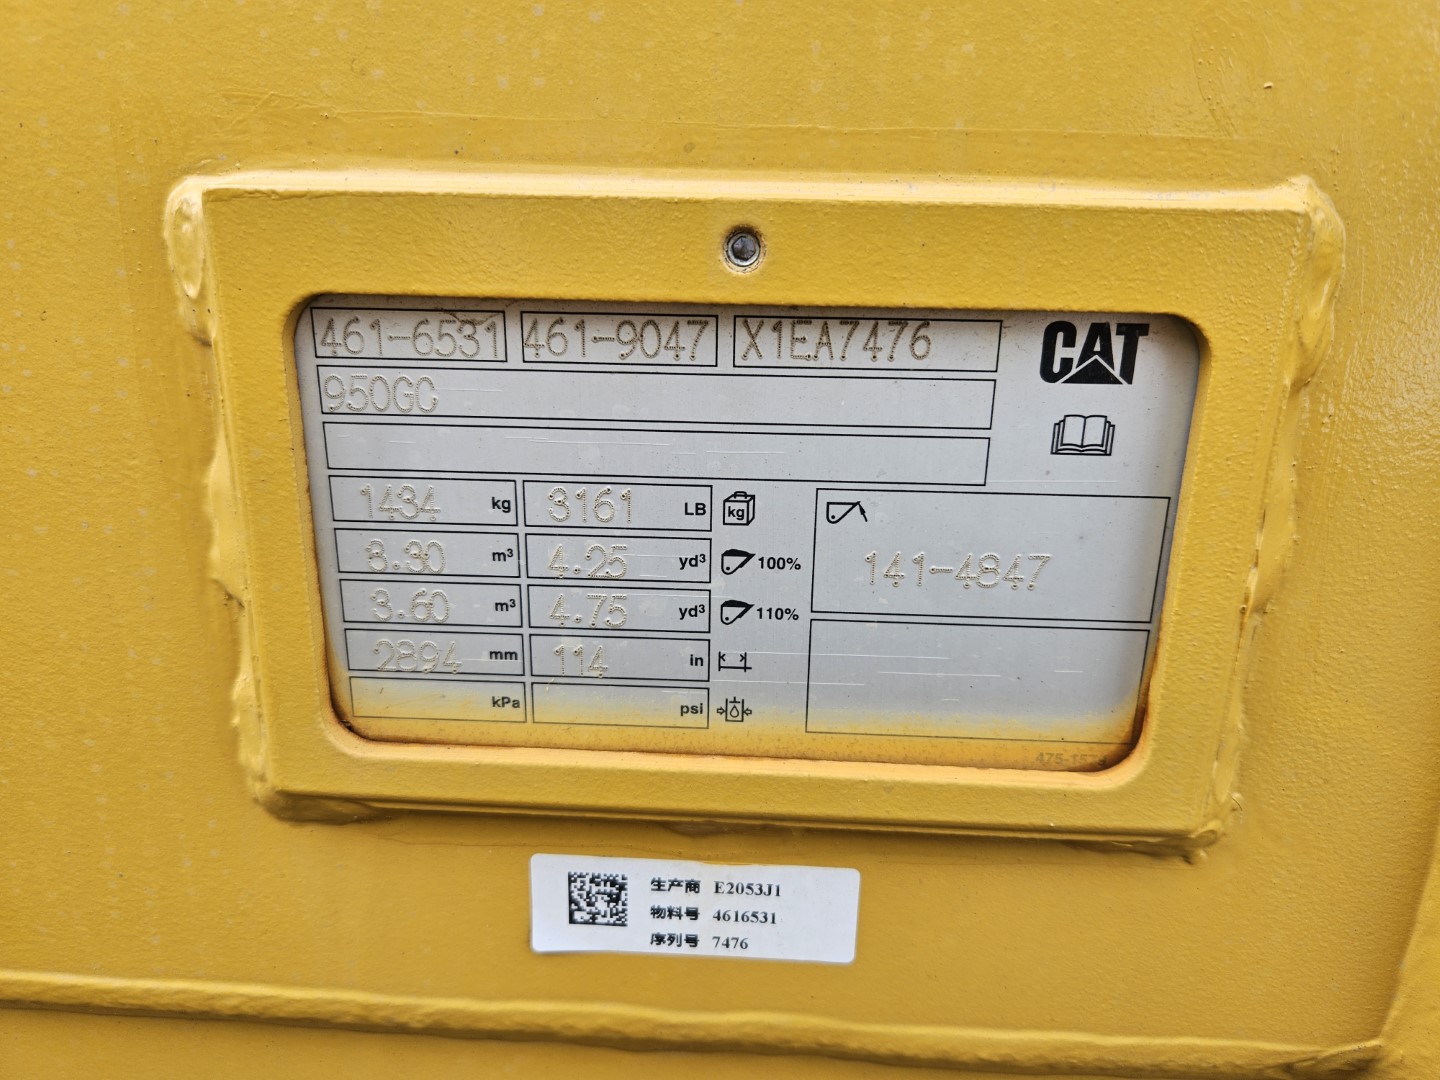 461-6531 461-9047 X1EA7476 CAT
950GC
1434 kg 3161 LB kg
3.30 m³ 4.25 yd³ 100%
141-4847
3.60 m³ 4.75 yd³ 110%
2894 mm 114 in
kPa psi
生产商 E2053J1
物料号 4616531
序列号 7476